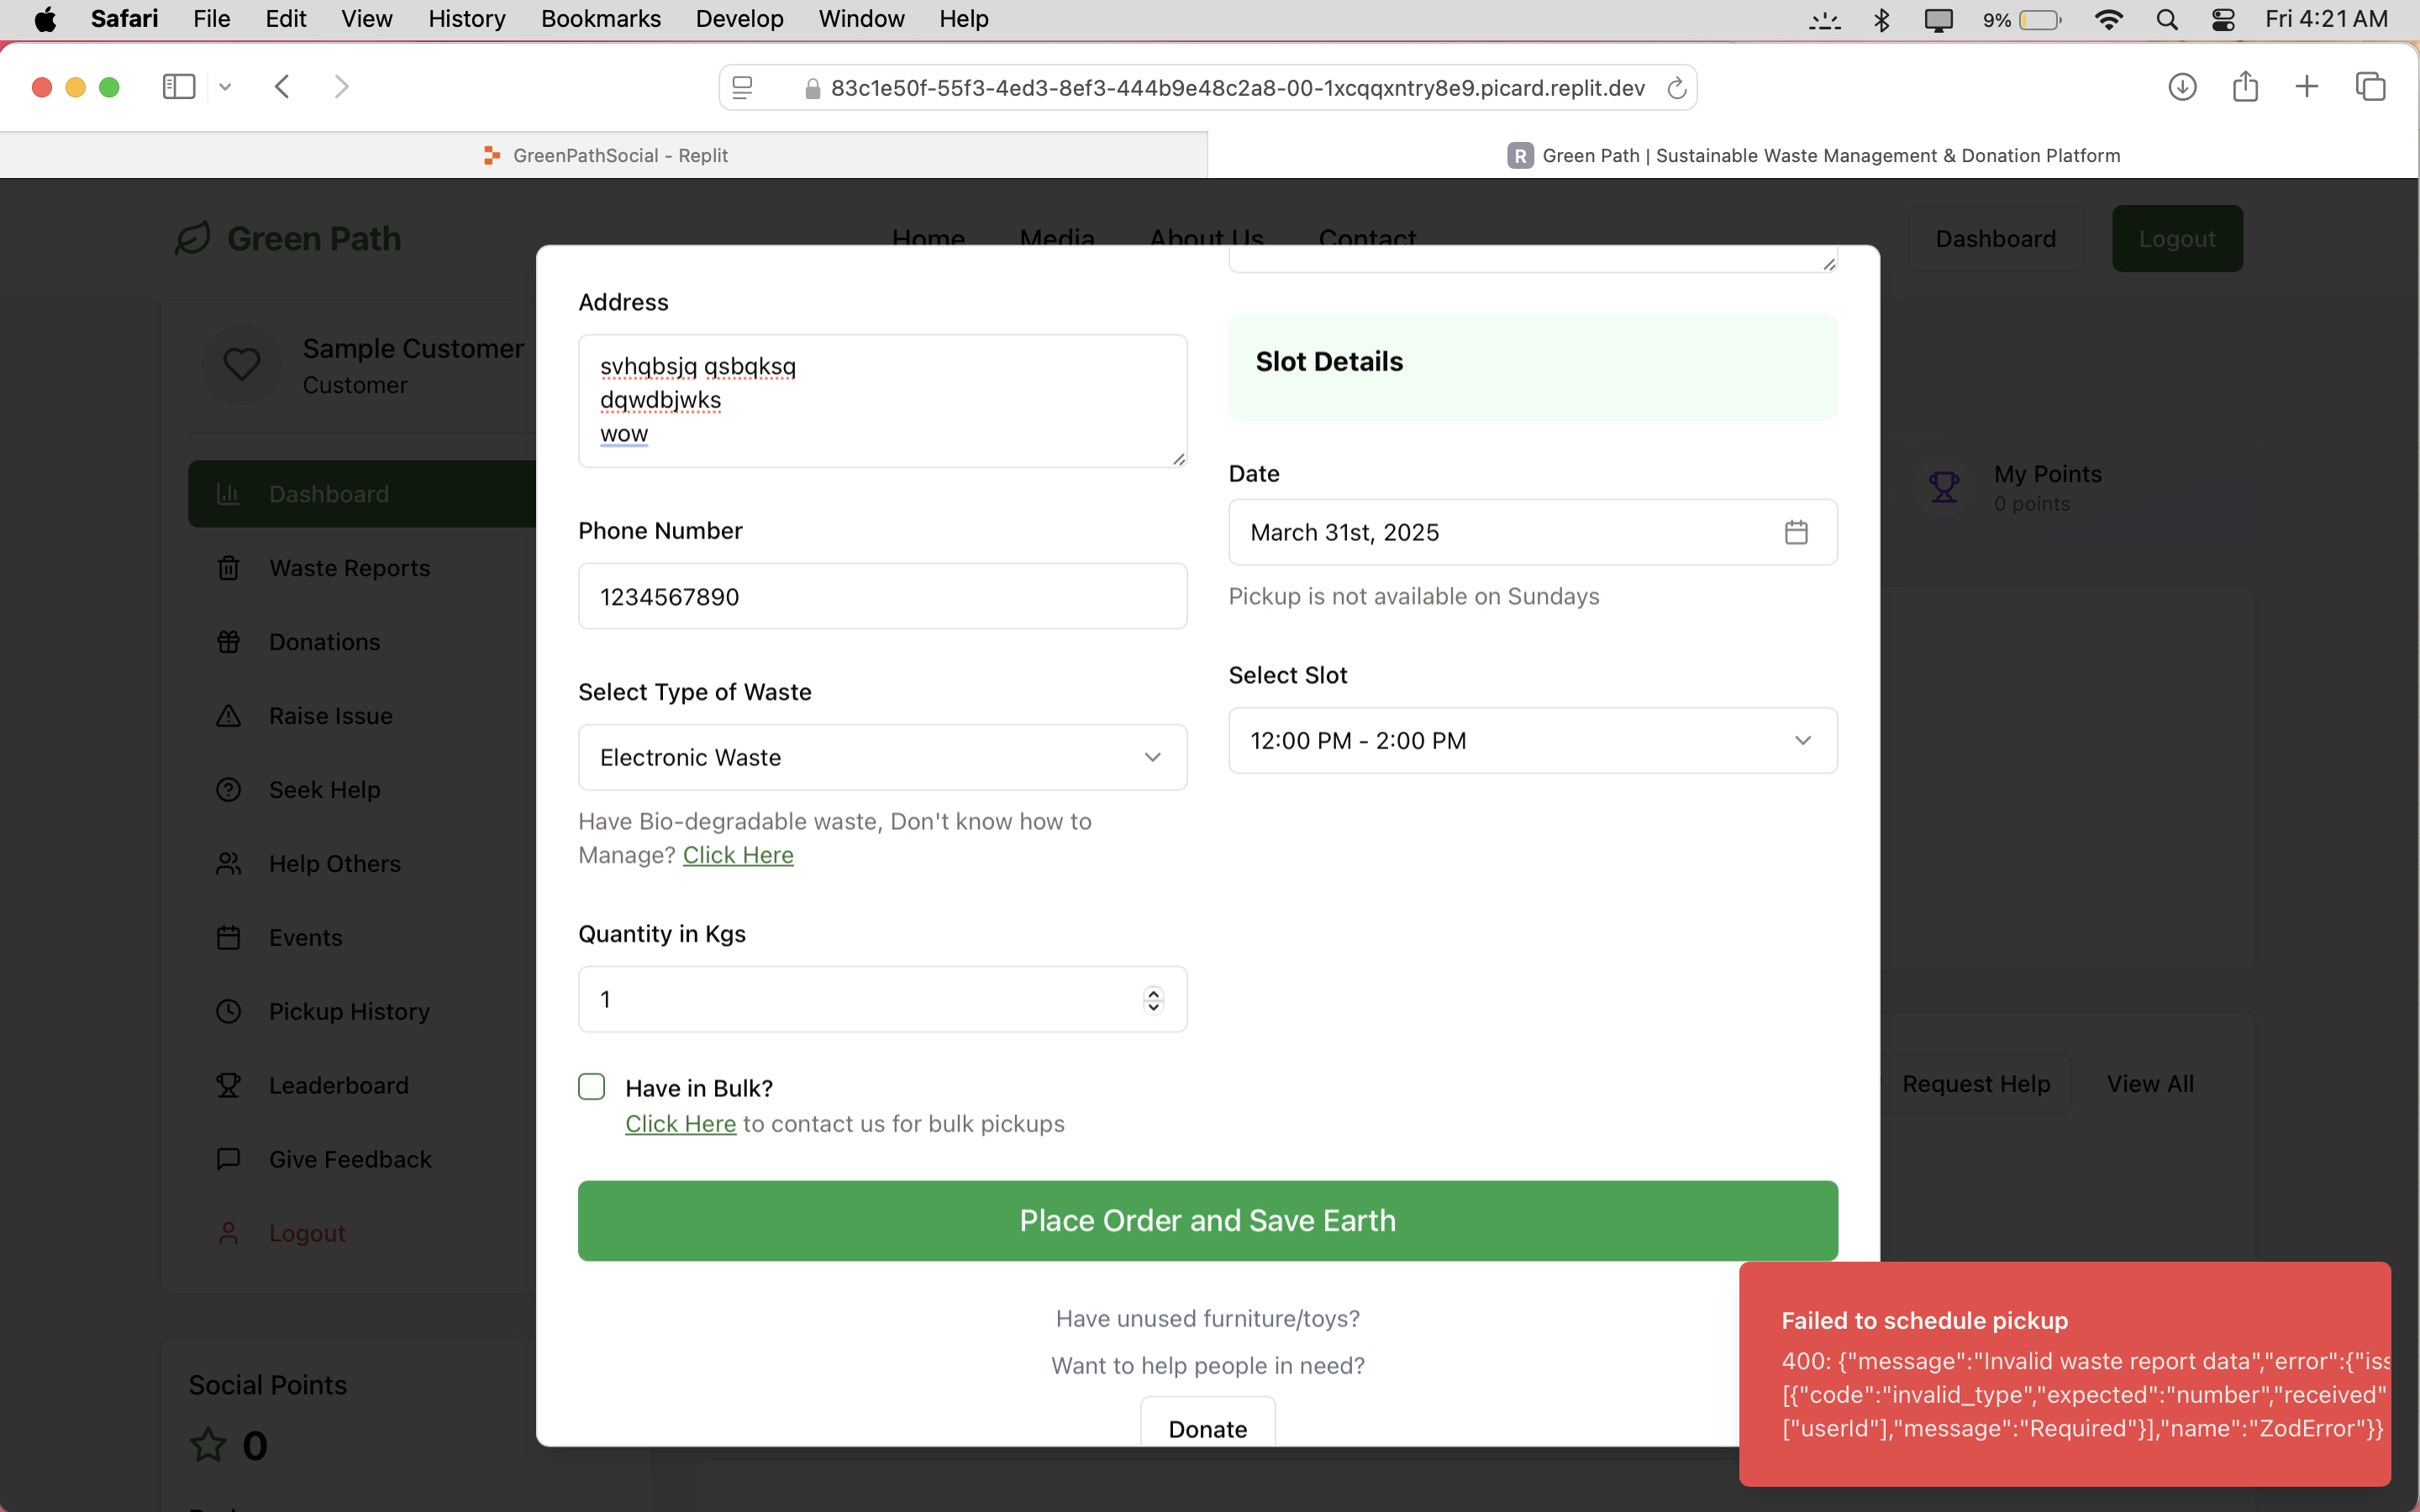 Safari File Edit View History Bookmarks Develop Window Help
9% Fri 4:21 AM
83c1e50f-55f3-4ed3-8ef3-444b9e48c2a8-00-1xcqqxntry8e9.picard.replit.dev
GreenPathSocial - Replit
R Green Path | Sustainable Waste Management & Donation Platform
Green Path
Home Media About Us Contact
Dashboard
Logout
Sample Customer
Customer
Dashboard
Waste Reports
Donations
Raise Issue
Seek Help
Help Others
Events
Pickup History
Leaderboard
Give Feedback
Logout
Social Points
0
Address
svhqbsjq qsbqksq
dqwdbjwks
wow
Phone Number
1234567890
Select Type of Waste
Electronic Waste
Have Bio-degradable waste, Don't know how to
Manage? Click Here
Quantity in Kgs
1
Have in Bulk?
Click Here to contact us for bulk pickups
Slot Details
Date
March 31st, 2025
Pickup is not available on Sundays
Select Slot
12:00 PM - 2:00 PM
Place Order and Save Earth
Have unused furniture/toys?
Want to help people in need?
Donate
My Points
0 points
Request Help
View All
Failed to schedule pickup
400: {"message":"Invalid waste report data","error":{"iss
[{"code":"invalid_type","expected":"number","received"
["userId"],"message":"Required"}],"name":"ZodError"}}